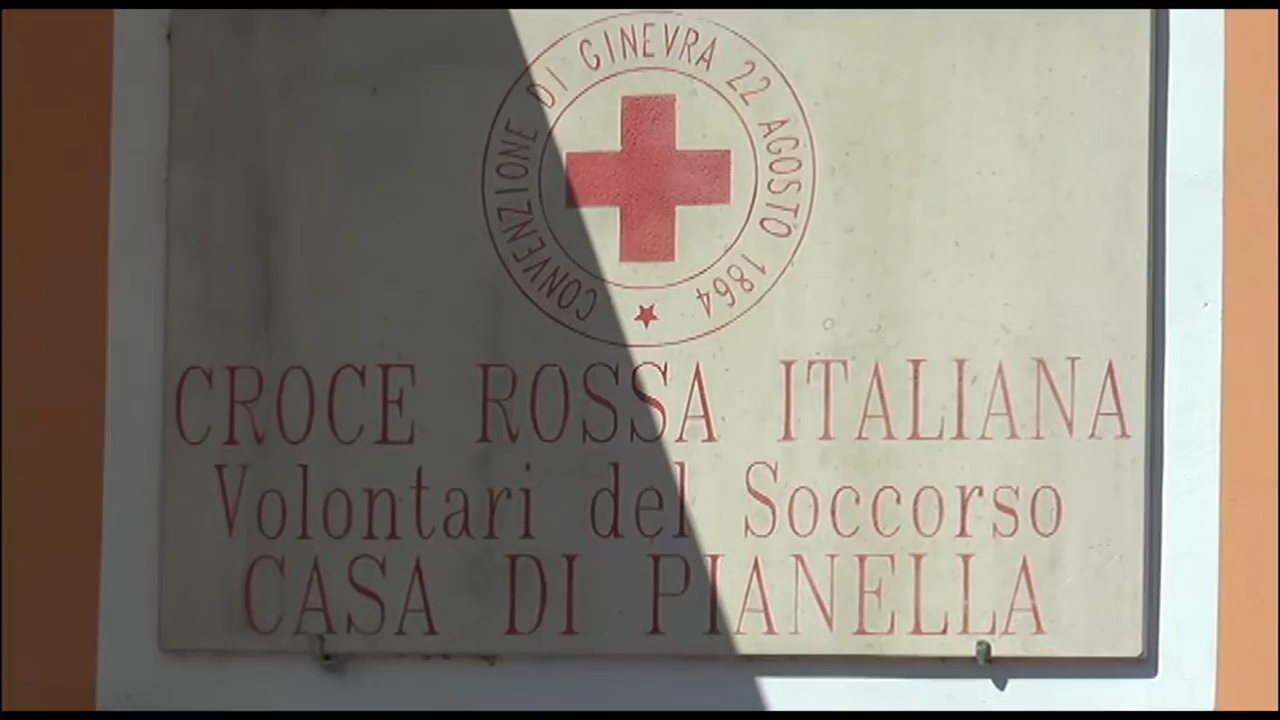 CONVENZIONE DI GINEVRA 22 AGOSTO 1864
CROCE ROSSA ITALIANA
Volontari del Soccorso
CASA DI PIANELLA